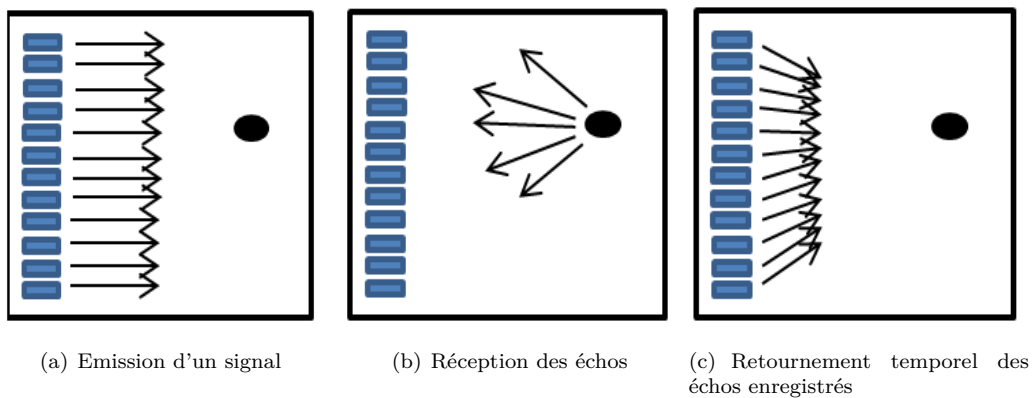 (a) Emission d'un signal
(b) Réception des échos
(c) Retournement temporel des
échos enregistrés